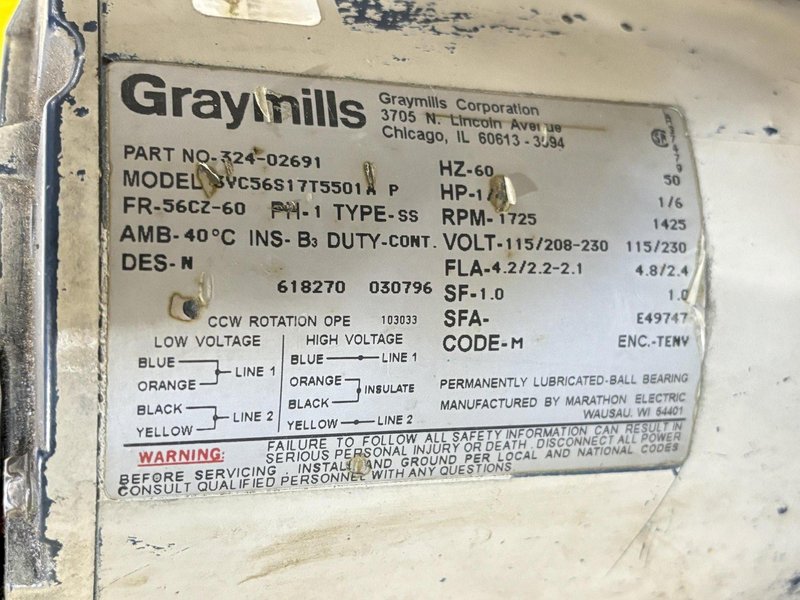 Graymills
Graymills Corporation
3705 N. Lincoln Avenue
Chicago, IL 60613 - 3594
PART NO-324-02691
MODEL YC56S17T5501A P
FR-56CZ-60 PH-1 TYPE-SS
AMB-40°C INS-B3 DUTY-CONT.
DES-N
618270 030796
HZ-60 50
HP-1/ 1/6
RPM-1725 1425
VOLT-115/208-230 115/230
FLA-4.2/2.2-2.1 4.8/2.4
SF-1.0 1.0
SFA- E49747
CODE-M ENC.-TENV
CCW ROTATION OPE 103033
LOW VOLTAGE
BLUE
ORANGE
LINE 1
BLACK
YELLOW
LINE 2
HIGH VOLTAGE
BLUE LINE 1
ORANGE
BLACK
INSULATE
YELLOW LINE 2
PERMANENTLY LUBRICATED-BALL BEARING
MANUFACTURED BY MARATHON ELECTRIC
WAUSAU, WI 54401
WARNING: FAILURE TO FOLLOW ALL SAFETY INFORMATION CAN RESULT IN
SERIOUS PERSONAL INJURY OR DEATH. DISCONNECT ALL POWER
BEFORE SERVICING. INSTALL AND GROUND PER LOCAL AND NATIONAL CODES
CONSULT QUALIFIED PERSONNEL WITH ANY QUESTIONS